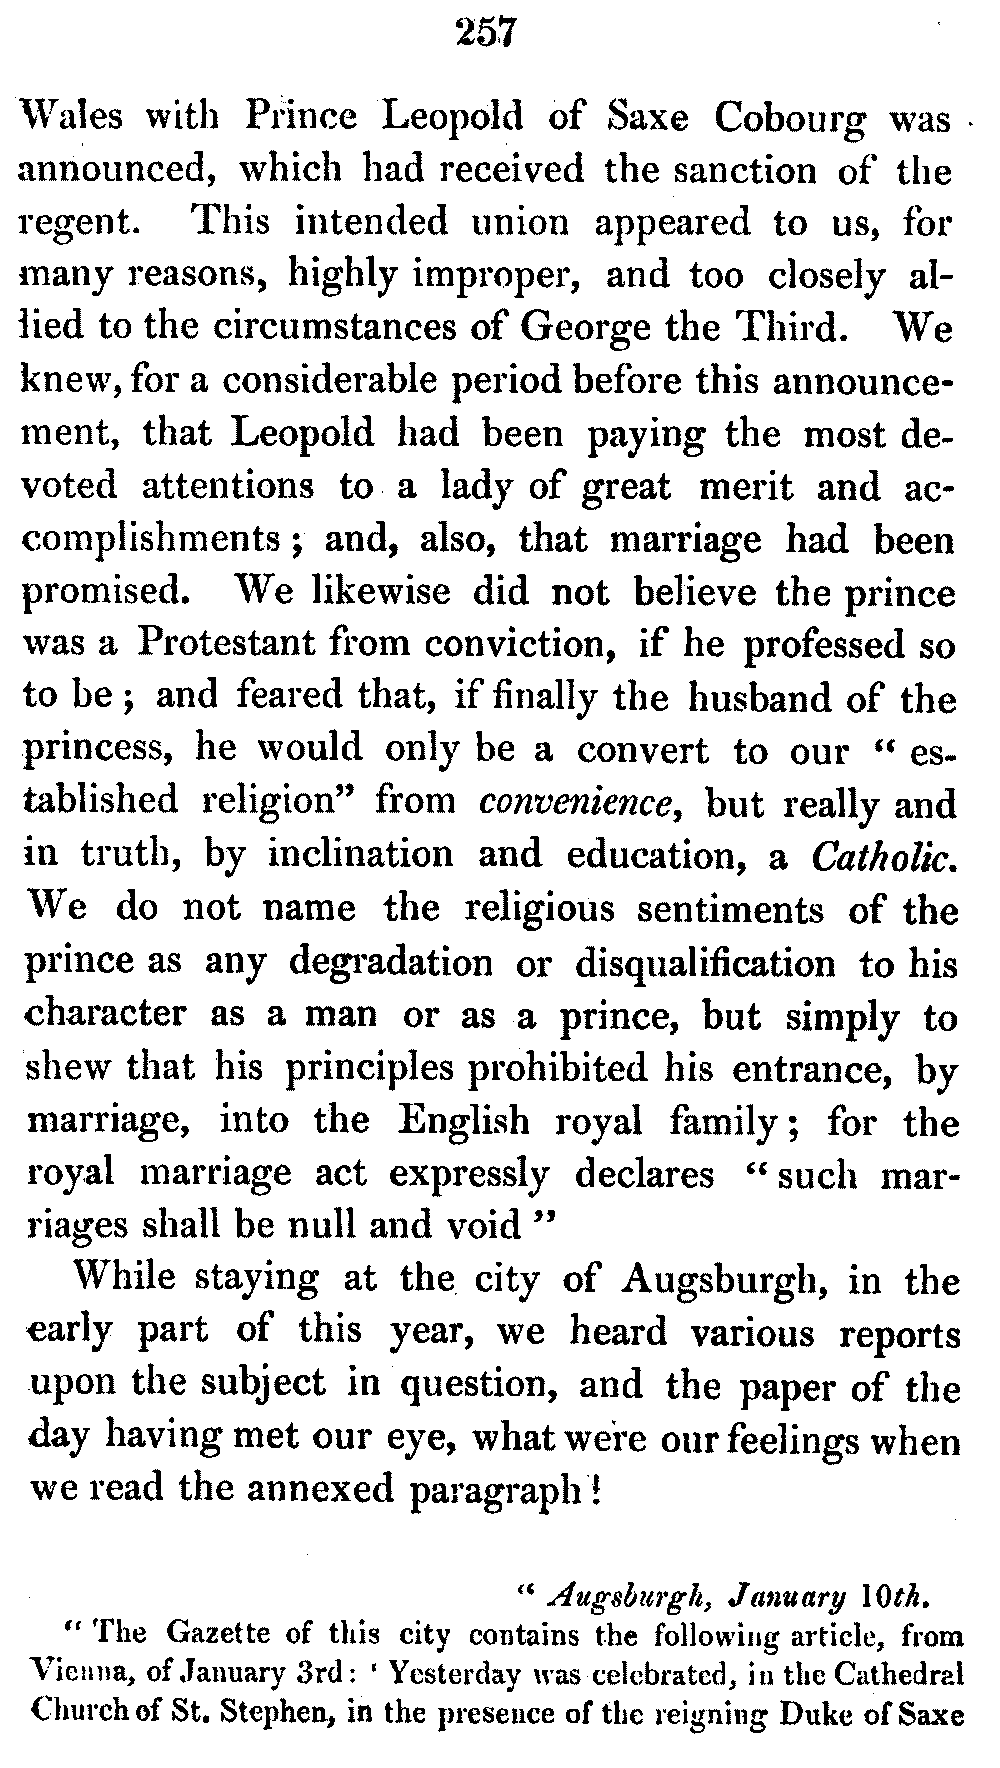 257
Wales with Prince Leopold of Saxe Cobourg was
announced, which had received the sanction of the
regent. This intended union appeared to us, for
many reasons, highly improper, and too closely al-
lied to the circumstances of George the Third. We
knew, for a considerable period before this announce-
ment, that Leopold had been paying the most de-
voted attentions to a lady of great merit and ac-
complishments ; and, also, that marriage had been
promised. We likewise did not believe the prince
was a Protestant from conviction, if he professed so
to be ; and feared that, if finally the husband of the
princess, he would only be a convert to our “ es-
tablished religion” from convenience, but really and
in truth, by inclination and education, a Catholic.
We do not name the religious sentiments of the
prince as any degradation or disqualification to his
character as a man or as a prince, but simply to
shew that his principles prohibited his entrance, by
marriage, into the English royal family ; for the
royal marriage act expressly declares “ such mar-
riages shall be null and void ”
While staying at the city of Augsburgh, in the
early part of this year, we heard various reports
upon the subject in question, and the paper of the
day having met our eye, what were our feelings when
we read the annexed paragraph !
“ Augsburgh, January 10th.
“ The Gazette of this city contains the following article, from
Vienna, of January 3rd : ‘ Yesterday was celebrated, in the Cathedral
Church of St. Stephen, in the presence of the reigning Duke of Saxe